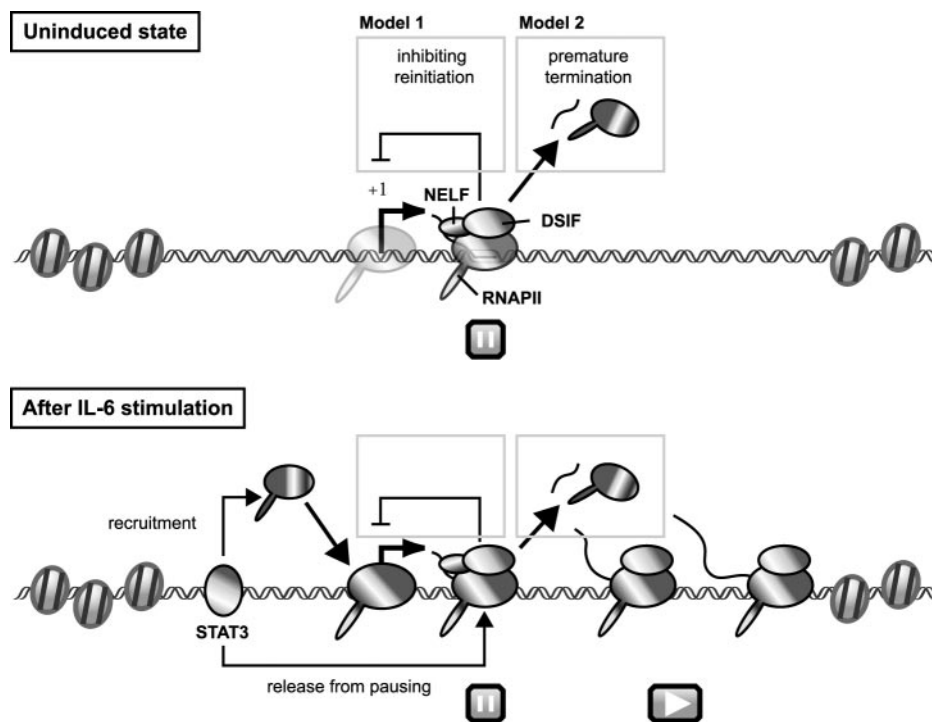 Uninduced state
Model 1
Model 2
inhibiting
reinitiation
premature
termination
+1
NELF
DSIF
RNAPII
After IL-6 stimulation
recruitment
STAT3
release from pausing